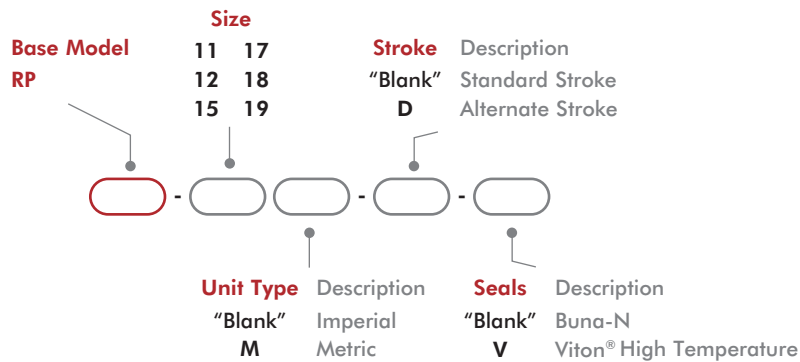 Size
Base Model 11 17 Stroke Description
RP 12 18 “Blank” Standard Stroke
15 19 D Alternate Stroke
- - -
Unit Type Description Seals Description
“Blank” Imperial “Blank” Buna-N
M Metric V Viton® High Temperature